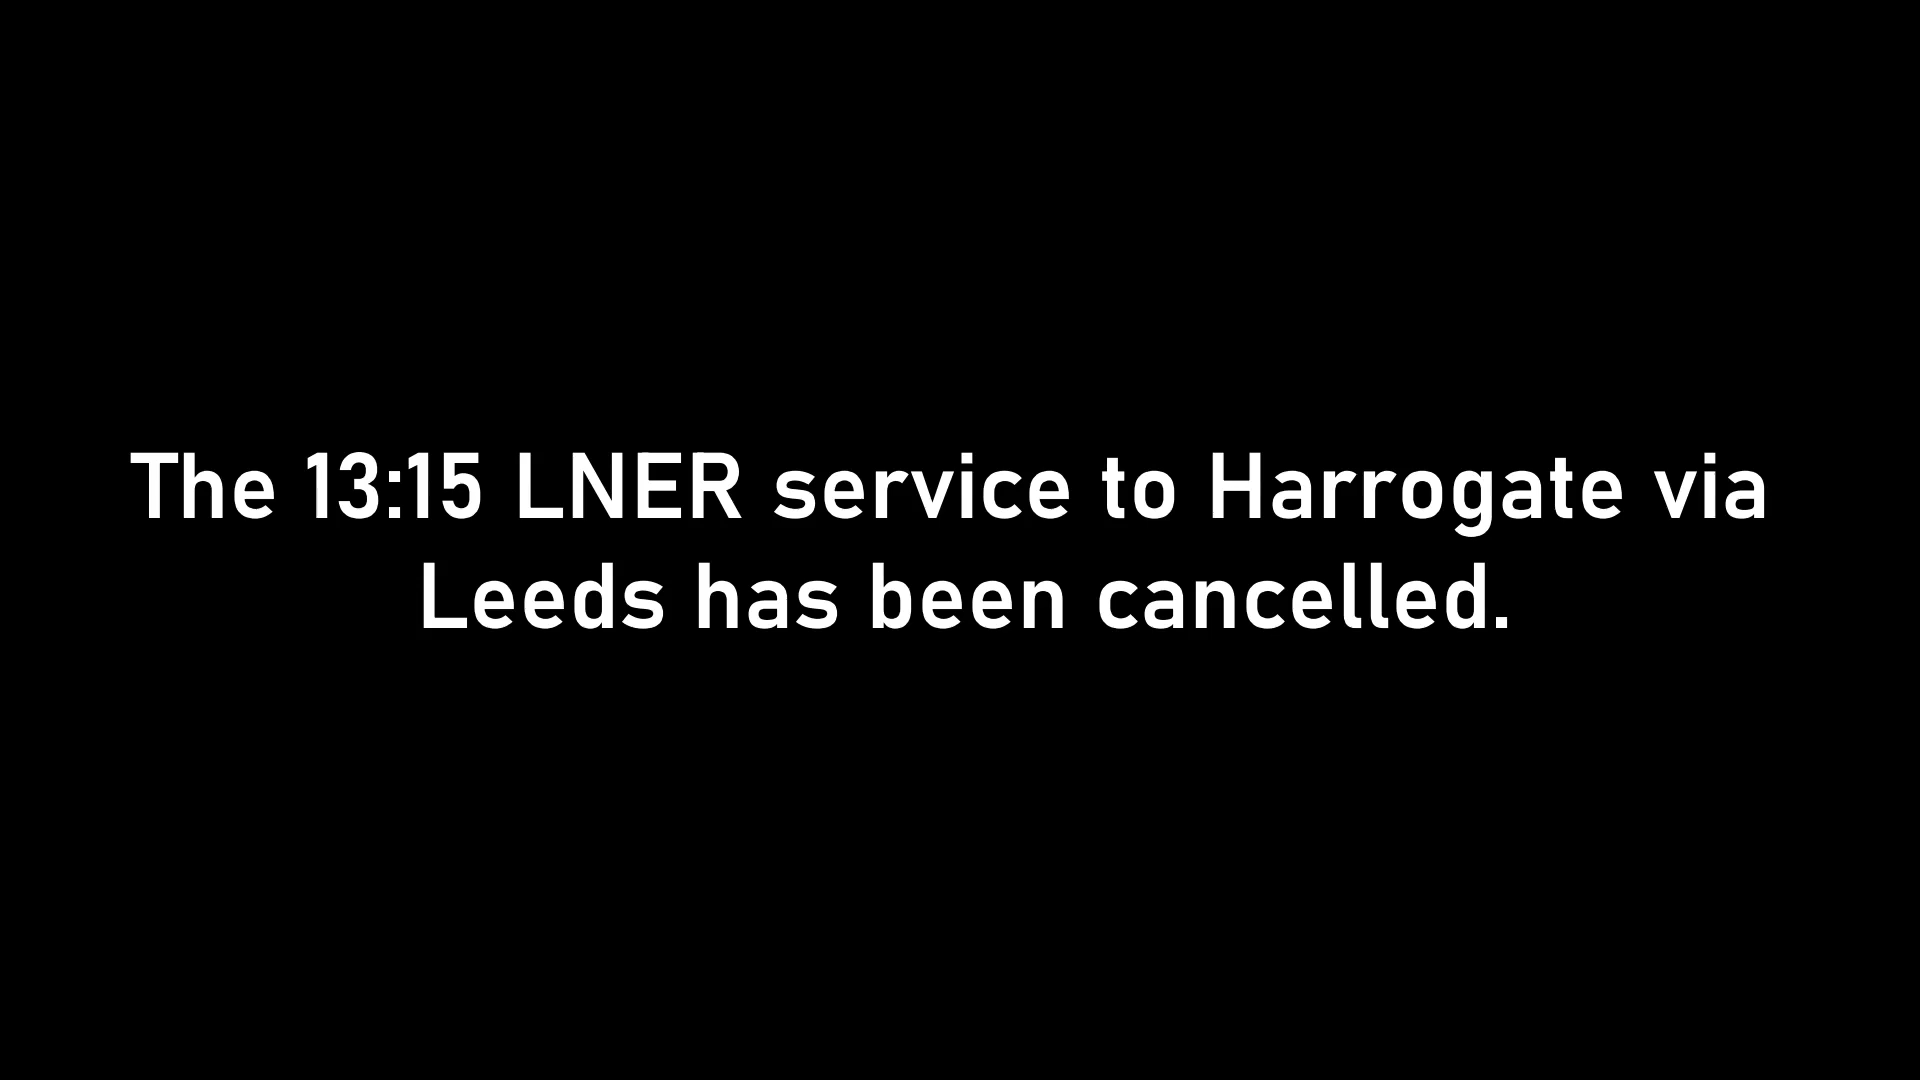 The 13:15 LNER service to Harrogate via
Leeds has been cancelled.